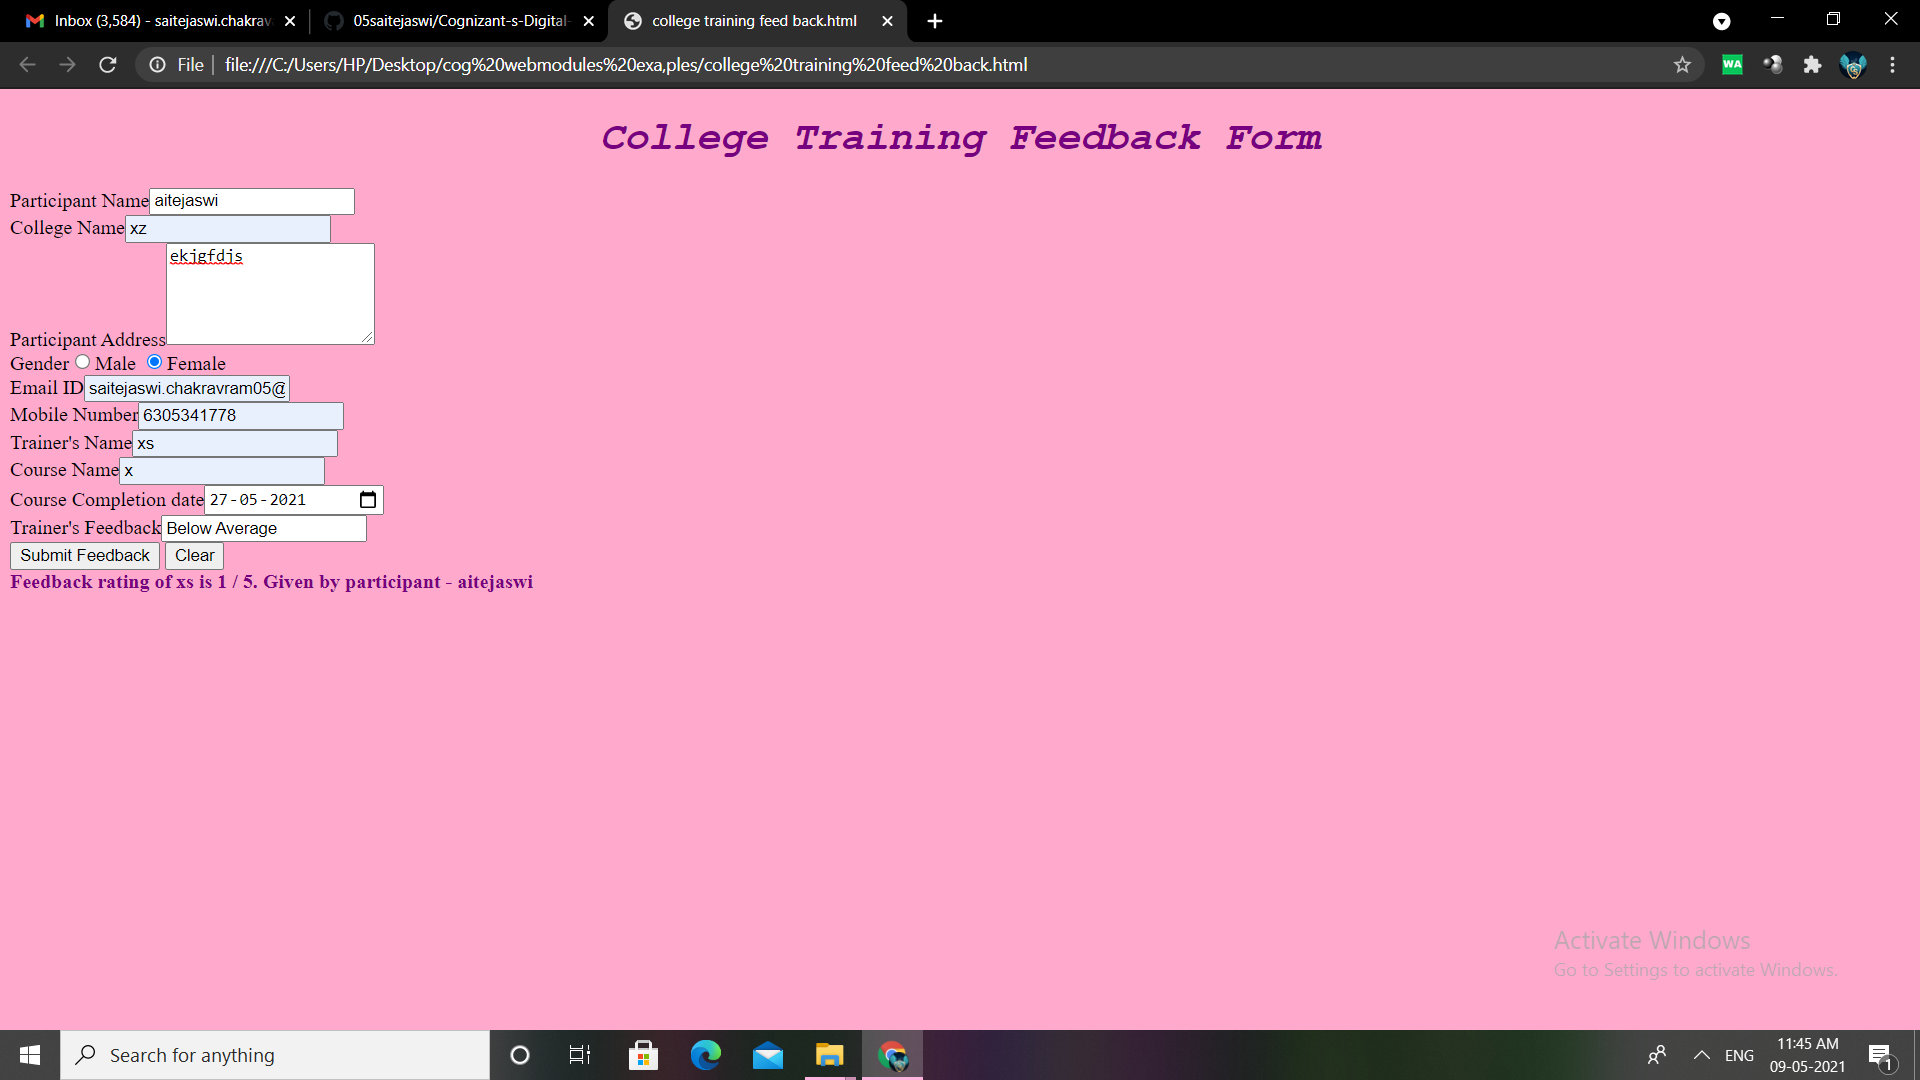 Inbox (3,584) - saitejaswi.chakrav
05saitejaswi/Cognizant-s-Digital-
college training feed back.html
File
file:///C:/Users/HP/Desktop/cog%20webmodules%20exa,ples/college%20training%20feed%20back.html
WA
College Training Feedback Form
Participant Name aitejaswi
College Name xz
ekjgfdjs
Participant Address
Gender Male Female
Email ID saitejaswi.chakravram05@
Mobile Number 6305341778
Trainer's Name xs
Course Name x
Course Completion date 27-05-2021
Trainer's Feedback Below Average
Submit Feedback Clear
Feedback rating of xs is 1 / 5. Given by participant - aitejaswi
Activate Windows
Go to Settings to activate Windows.
Search for anything
ENG
11:45 AM
09-05-2021
1